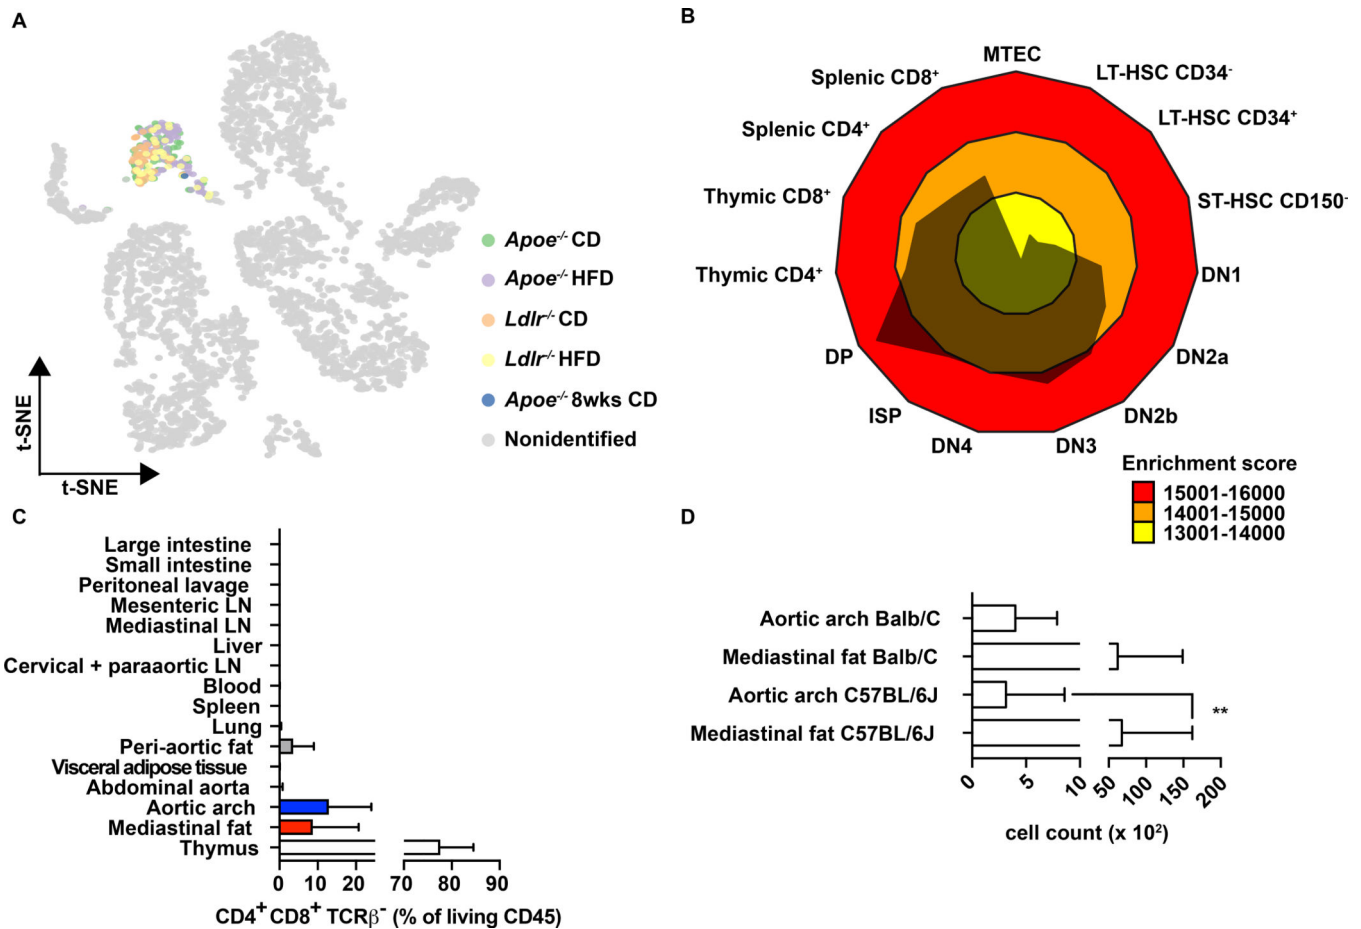 A
Apoe⁻/⁻ CD
Apoe⁻/⁻ HFD
Ldlr⁻/⁻ CD
Ldlr⁻/⁻ HFD
Apoe⁻/⁻ 8wks CD
Nonidentified
t-SNE
t-SNE
B
MTEC
LT-HSC CD34⁻
LT-HSC CD34⁺
ST-HSC CD150⁻
DN1
DN2a
DN2b
DN3
DN4
ISP
DP
Thymic CD4⁺
Thymic CD8⁺
Splenic CD4⁺
Splenic CD8⁺
Enrichment score
15001-16000
14001-15000
13001-14000
C
Large intestine
Small intestine
Peritoneal lavage
Mesenteric LN
Mediastinal LN
Liver
Cervical + paraaortic LN
Blood
Spleen
Lung
Peri-aortic fat
Visceral adipose tissue
Abdominal aorta
Aortic arch
Mediastinal fat
Thymus
0 10 20 70 80 90
CD4⁺ CD8⁺ TCRβ⁻ (% of living CD45)
D
Aortic arch Balb/C
Mediastinal fat Balb/C
Aortic arch C57BL/6J
Mediastinal fat C57BL/6J
**
0 5 10 50 100 150 200
cell count (x 10²)